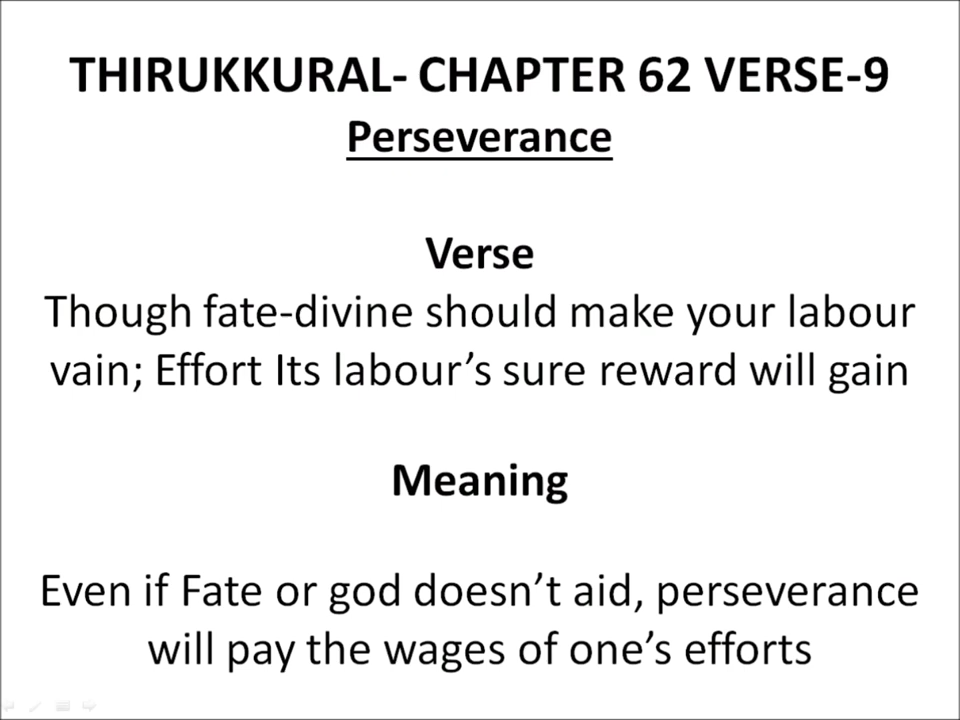 THIRUKKURAL- CHAPTER 62 VERSE-9
Perseverance
Verse
Though fate-divine should make your labour
vain; Effort Its labour’s sure reward will gain
Meaning
Even if Fate or god doesn’t aid, perseverance
will pay the wages of one’s efforts